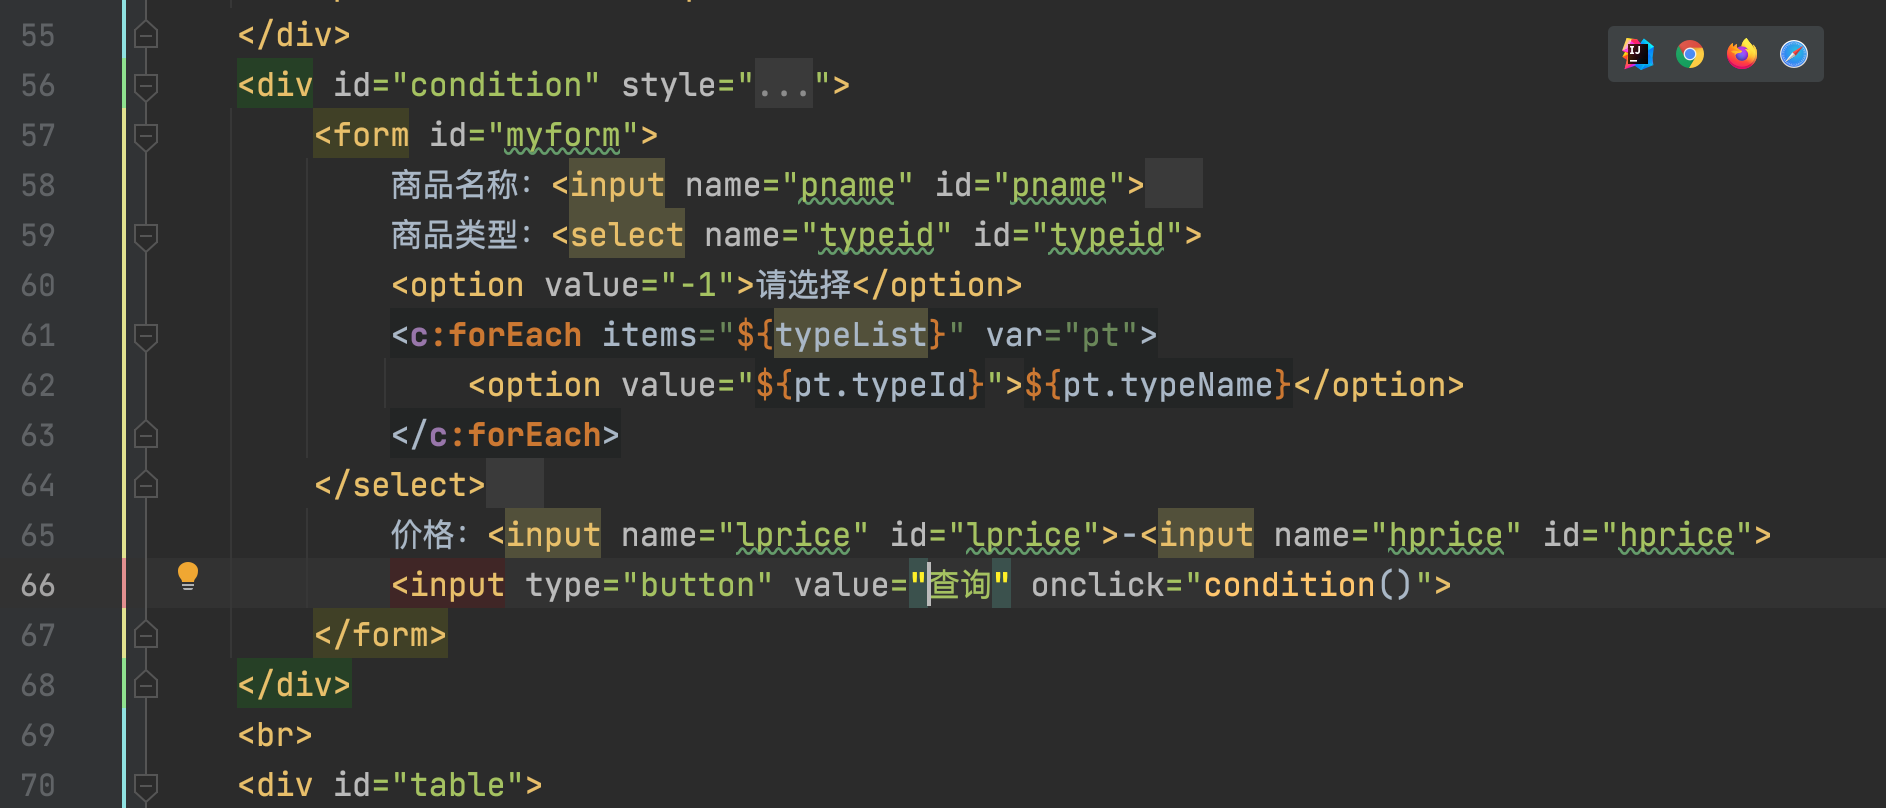 55 </div>
56 <div id="condition" style="...">
57 <form id="myform">
58 商品名称：<input name="pname" id="pname">
59 商品类型：<select name="typeid" id="typeid">
60 <option value="-1">请选择</option>
61 <c:forEach items="${typeList}" var="pt">
62 <option value="${pt.typeId}">${pt.typeName}</option>
63 </c:forEach>
64 </select>
65 价格：<input name="lprice" id="lprice">-<input name="hprice" id="hprice">
66 <input type="button" value="查询" onclick="condition()">
67 </form>
68 </div>
69 <br>
70 <div id="table">
IJ